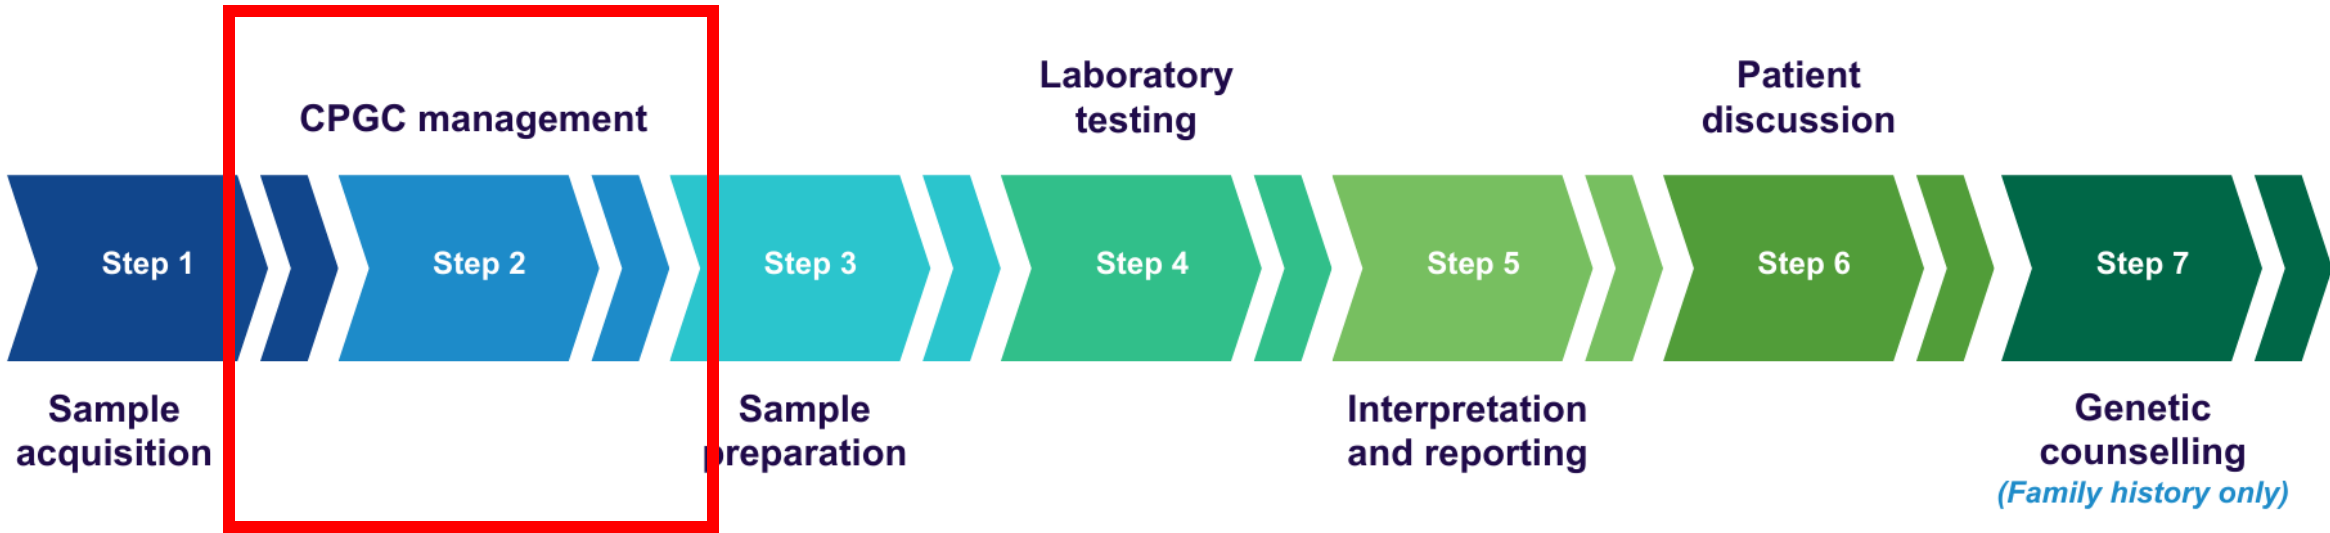 Laboratory
testing
Patient
discussion
CPGC management
Step 1
Step 2
Step 3
Step 4
Step 5
Step 6
Step 7
Sample
acquisition
Sample
preparation
Interpretation
and reporting
Genetic
counselling
(Family history only)